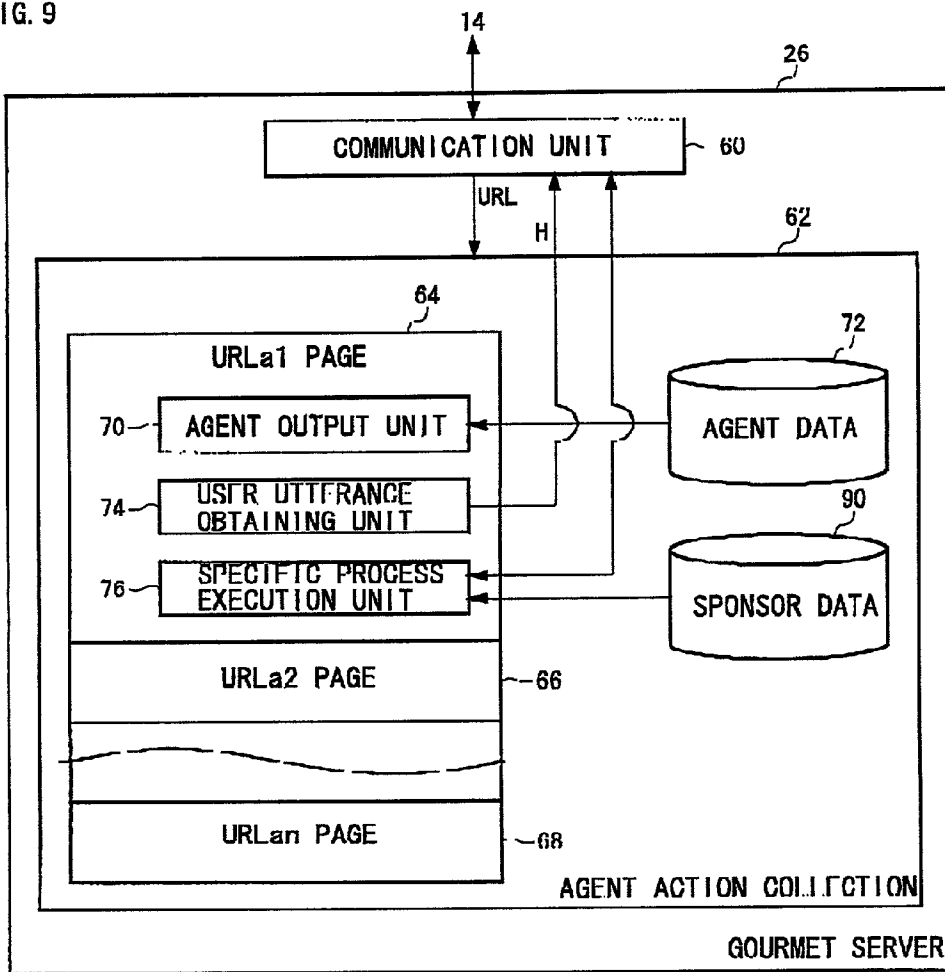 IG. 9
14
26
COMMUNICATION UNIT
60
URL
H
62
64
URLa1 PAGE
72
70
AGENT OUTPUT UNIT
AGENT DATA
74
USER UTTERANCE
OBTAINING UNIT
90
76
SPECIFIC PROCESS
EXECUTION UNIT
SPONSOR DATA
URLa2 PAGE
66
URLan PAGE
68
AGENT ACTION COLLECTION
GOURMET SERVER